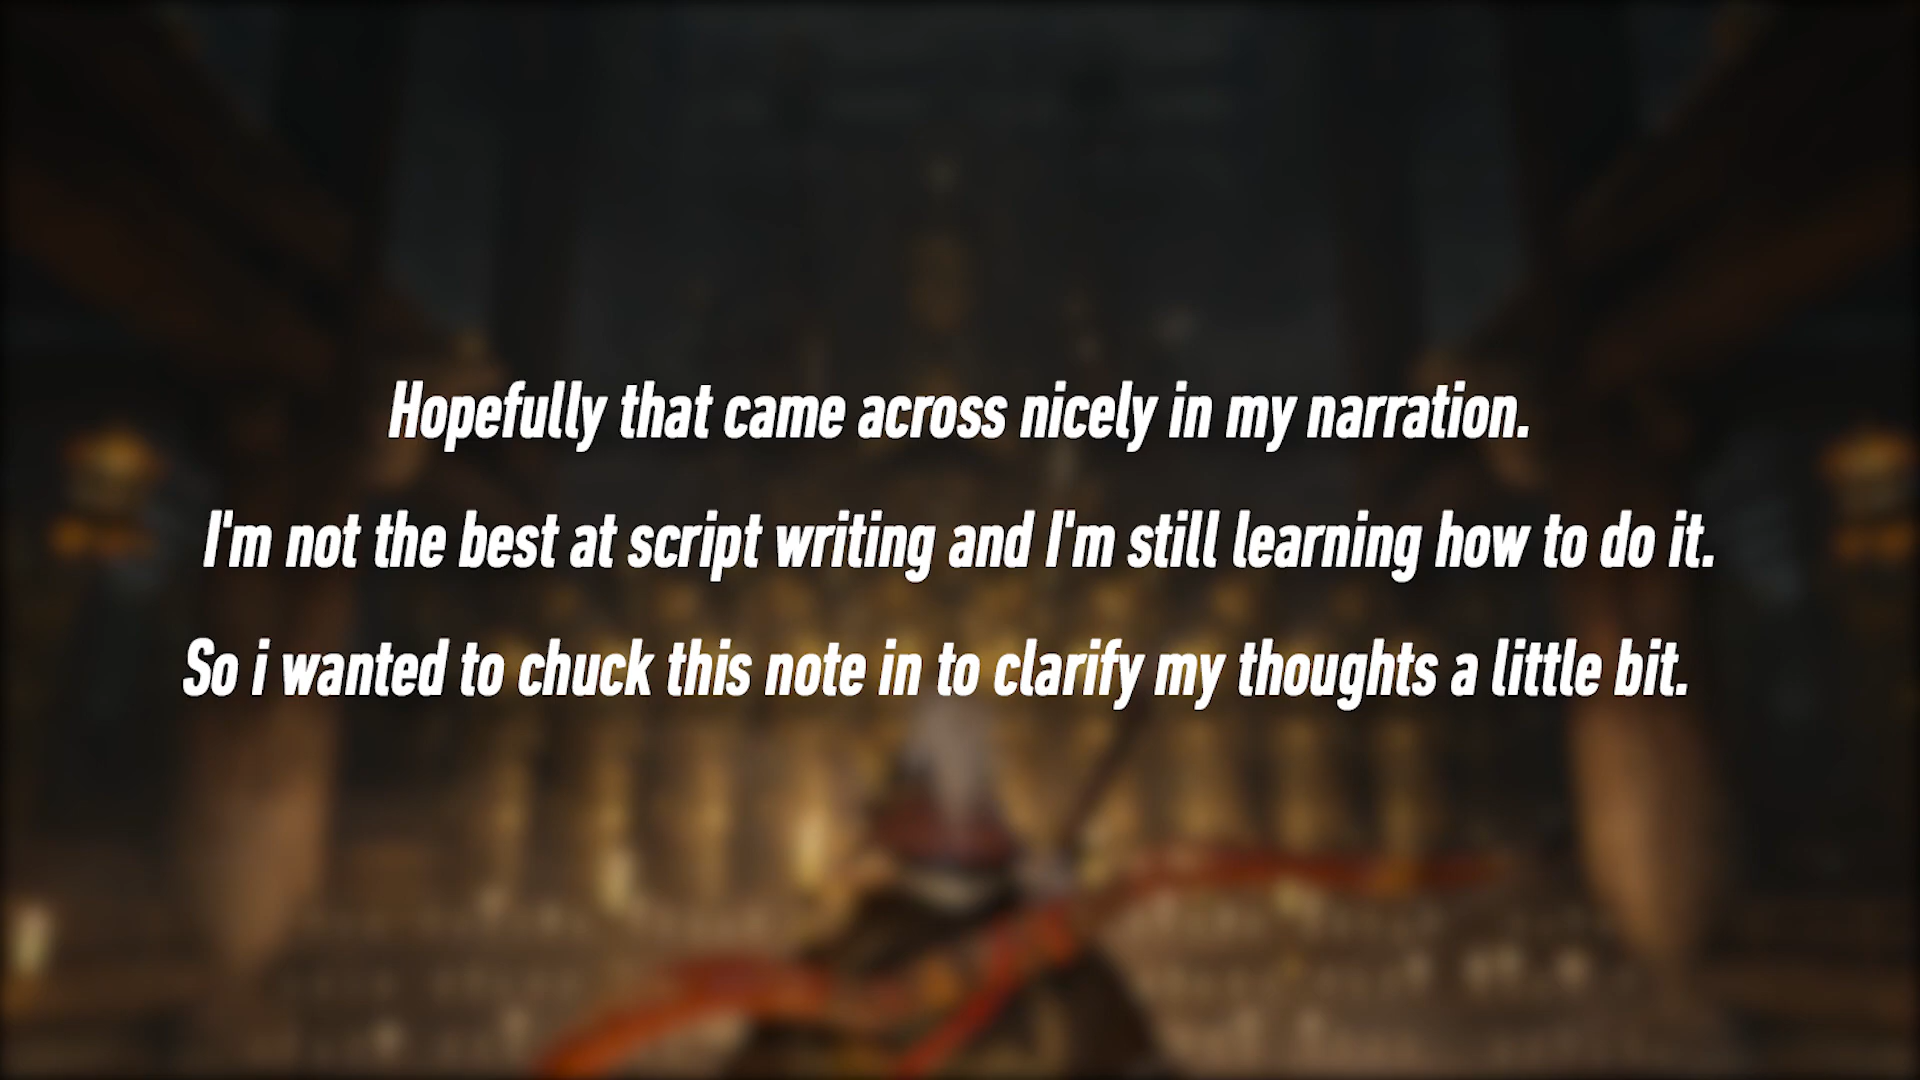 Hopefully that came across nicely in my narration.
I'm not the best at script writing and I'm still learning how to do it.
So i wanted to chuck this note in to clarify my thoughts a little bit.